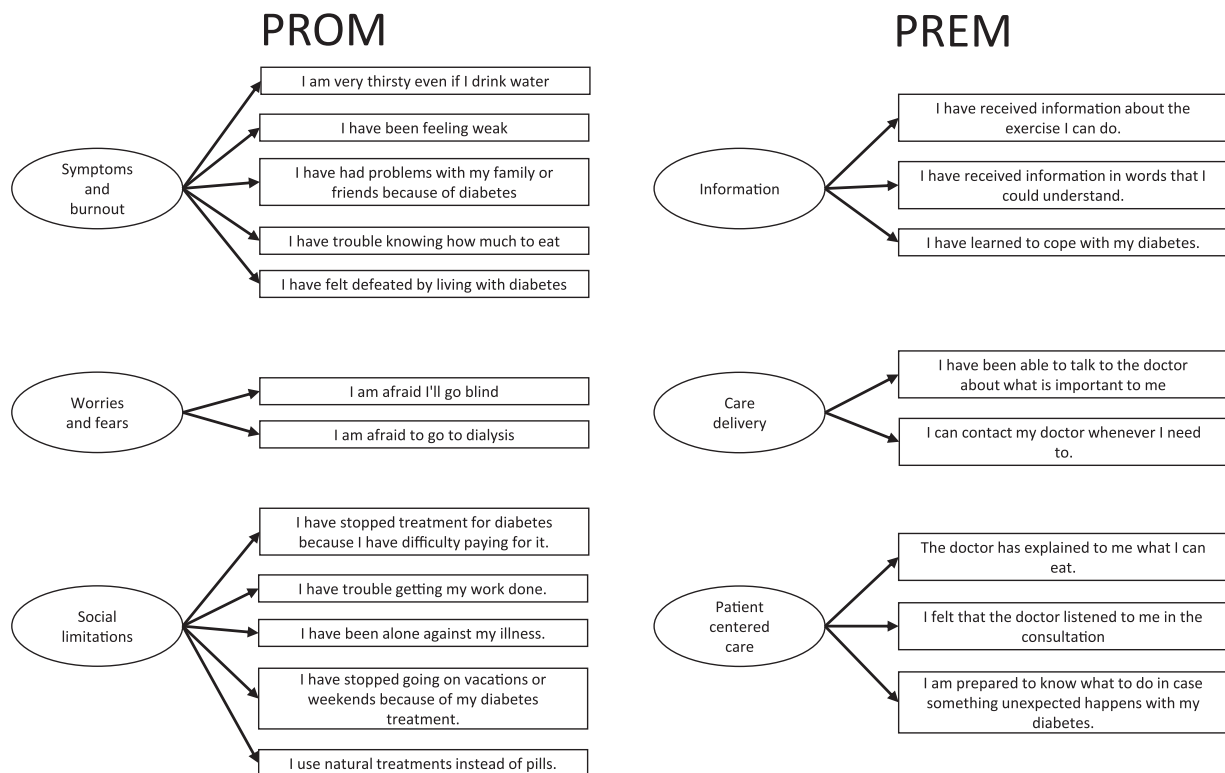 PROM
I am very thirsty even if I drink water
I have been feeling weak
Symptoms
and
burnout
I have had problems with my family or
friends because of diabetes
I have trouble knowing how much to eat
I have felt defeated by living with diabetes
Worries
and fears
I am afraid I'll go blind
I am afraid to go to dialysis
Social
limitations
I have stopped treatment for diabetes
because I have difficulty paying for it.
I have trouble getting my work done.
I have been alone against my illness.
I have stopped going on vacations or
weekends because of my diabetes
treatment.
I use natural treatments instead of pills.
PREM
Information
I have received information about the
exercise I can do.
I have received information in words that I
could understand.
I have learned to cope with my diabetes.
Care
delivery
I have been able to talk to the doctor
about what is important to me
I can contact my doctor whenever I need
to.
Patient
centered
care
The doctor has explained to me what I can
eat.
I felt that the doctor listened to me in the
consultation
I am prepared to know what to do in case
something unexpected happens with my
diabetes.